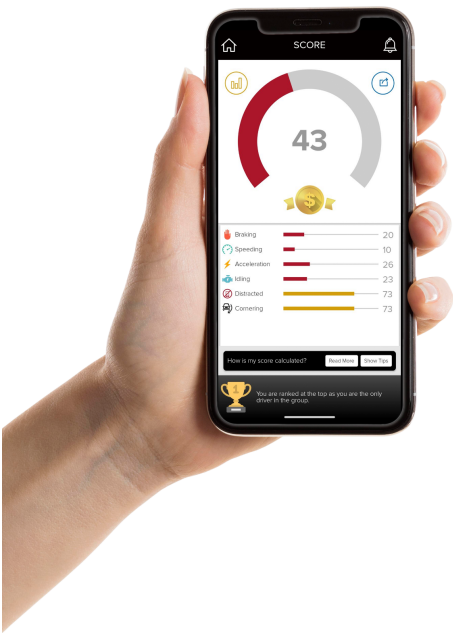 SCORE
43
$
Braking 20
Speeding 10
Acceleration 26
Idling 23
Distracted 73
Cornering 73
How is my score calculated? Read More Show Tips
1
You are ranked at the top as you are the only
driver in the group.